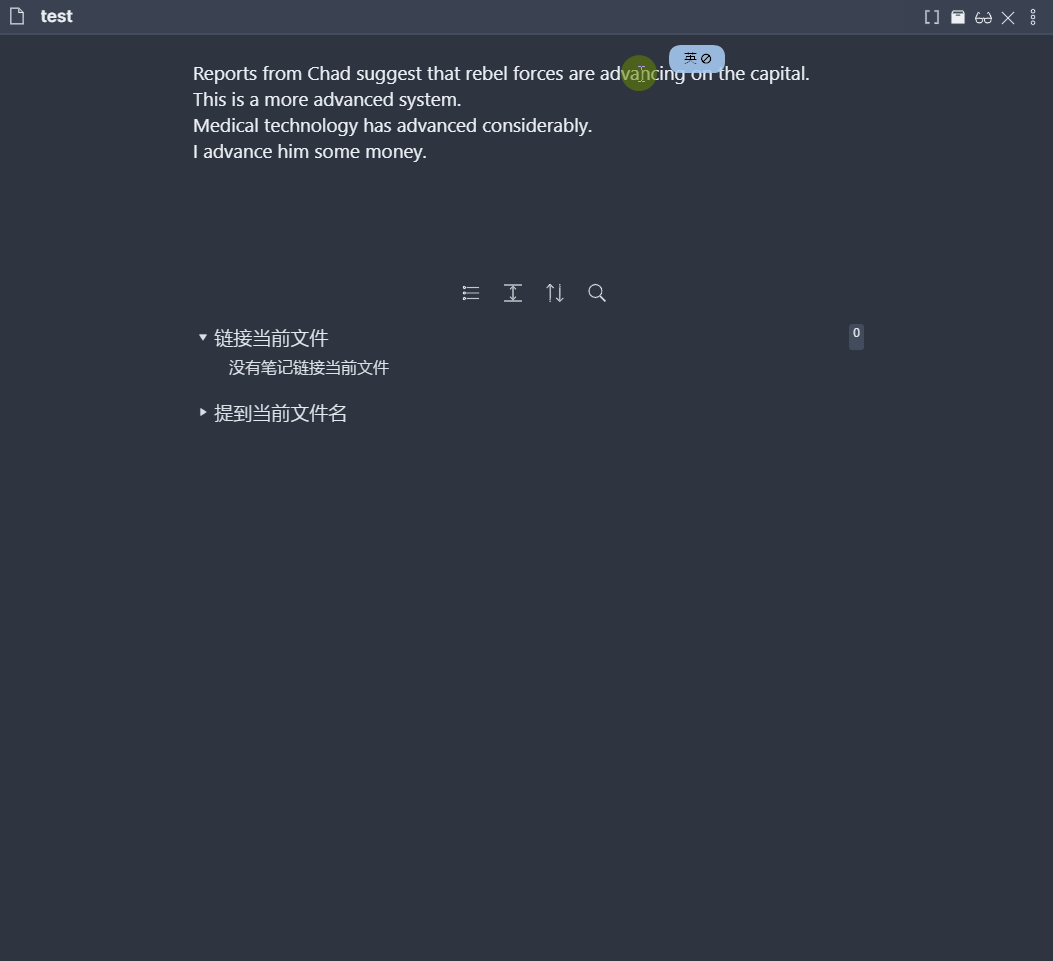 test
英
Reports from Chad suggest that rebel forces are advancing on the capital.
This is a more advanced system.
Medical technology has advanced considerably.
I advance him some money.
链接当前文件
0
没有笔记链接当前文件
提到当前文件名